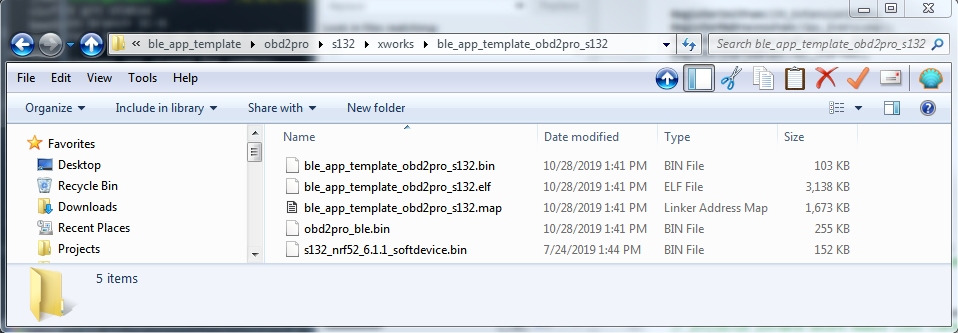 ble_app_template ▸ obd2pro ▸ s132 ▸ xworks ▸ ble_app_template_obd2pro_s132
Search ble_app_template_obd2pro_s132
File Edit View Tools Help
Organize Include in library Share with New folder
Name Date modified Type Size
Favorites
Desktop
Recycle Bin
Downloads
Recent Places
Projects
ble_app_template_obd2pro_s132.bin 10/28/2019 1:41 PM BIN File 103 KB
ble_app_template_obd2pro_s132.elf 10/28/2019 1:41 PM ELF File 3,138 KB
ble_app_template_obd2pro_s132.map 10/28/2019 1:41 PM Linker Address Map 1,673 KB
obd2pro_ble.bin 10/28/2019 1:41 PM BIN File 255 KB
s132_nrf52_6.1.1_softdevice.bin 7/24/2019 1:44 PM BIN File 152 KB
5 items